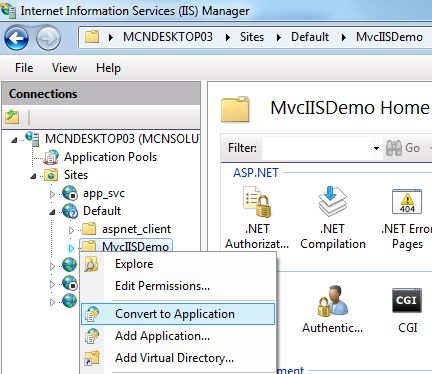 Internet Information Services (IIS) Manager
MCNDESKTOP03 Sites Default MvcIISDemo
File View Help
Connections
MCNDESKTOP03 (MCNSOLU
Application Pools
Sites
app_svc
Default
aspnet_client
MvcIISDemo
Explore
Edit Permissions...
Convert to Application
Add Application...
Add Virtual Directory...
MvcIISDemo Home
Filter: Go
ASP.NET
.NET Authorizat...
.NET Compilation
.NET Error Pages
404
Authentic...
CGI
CGI